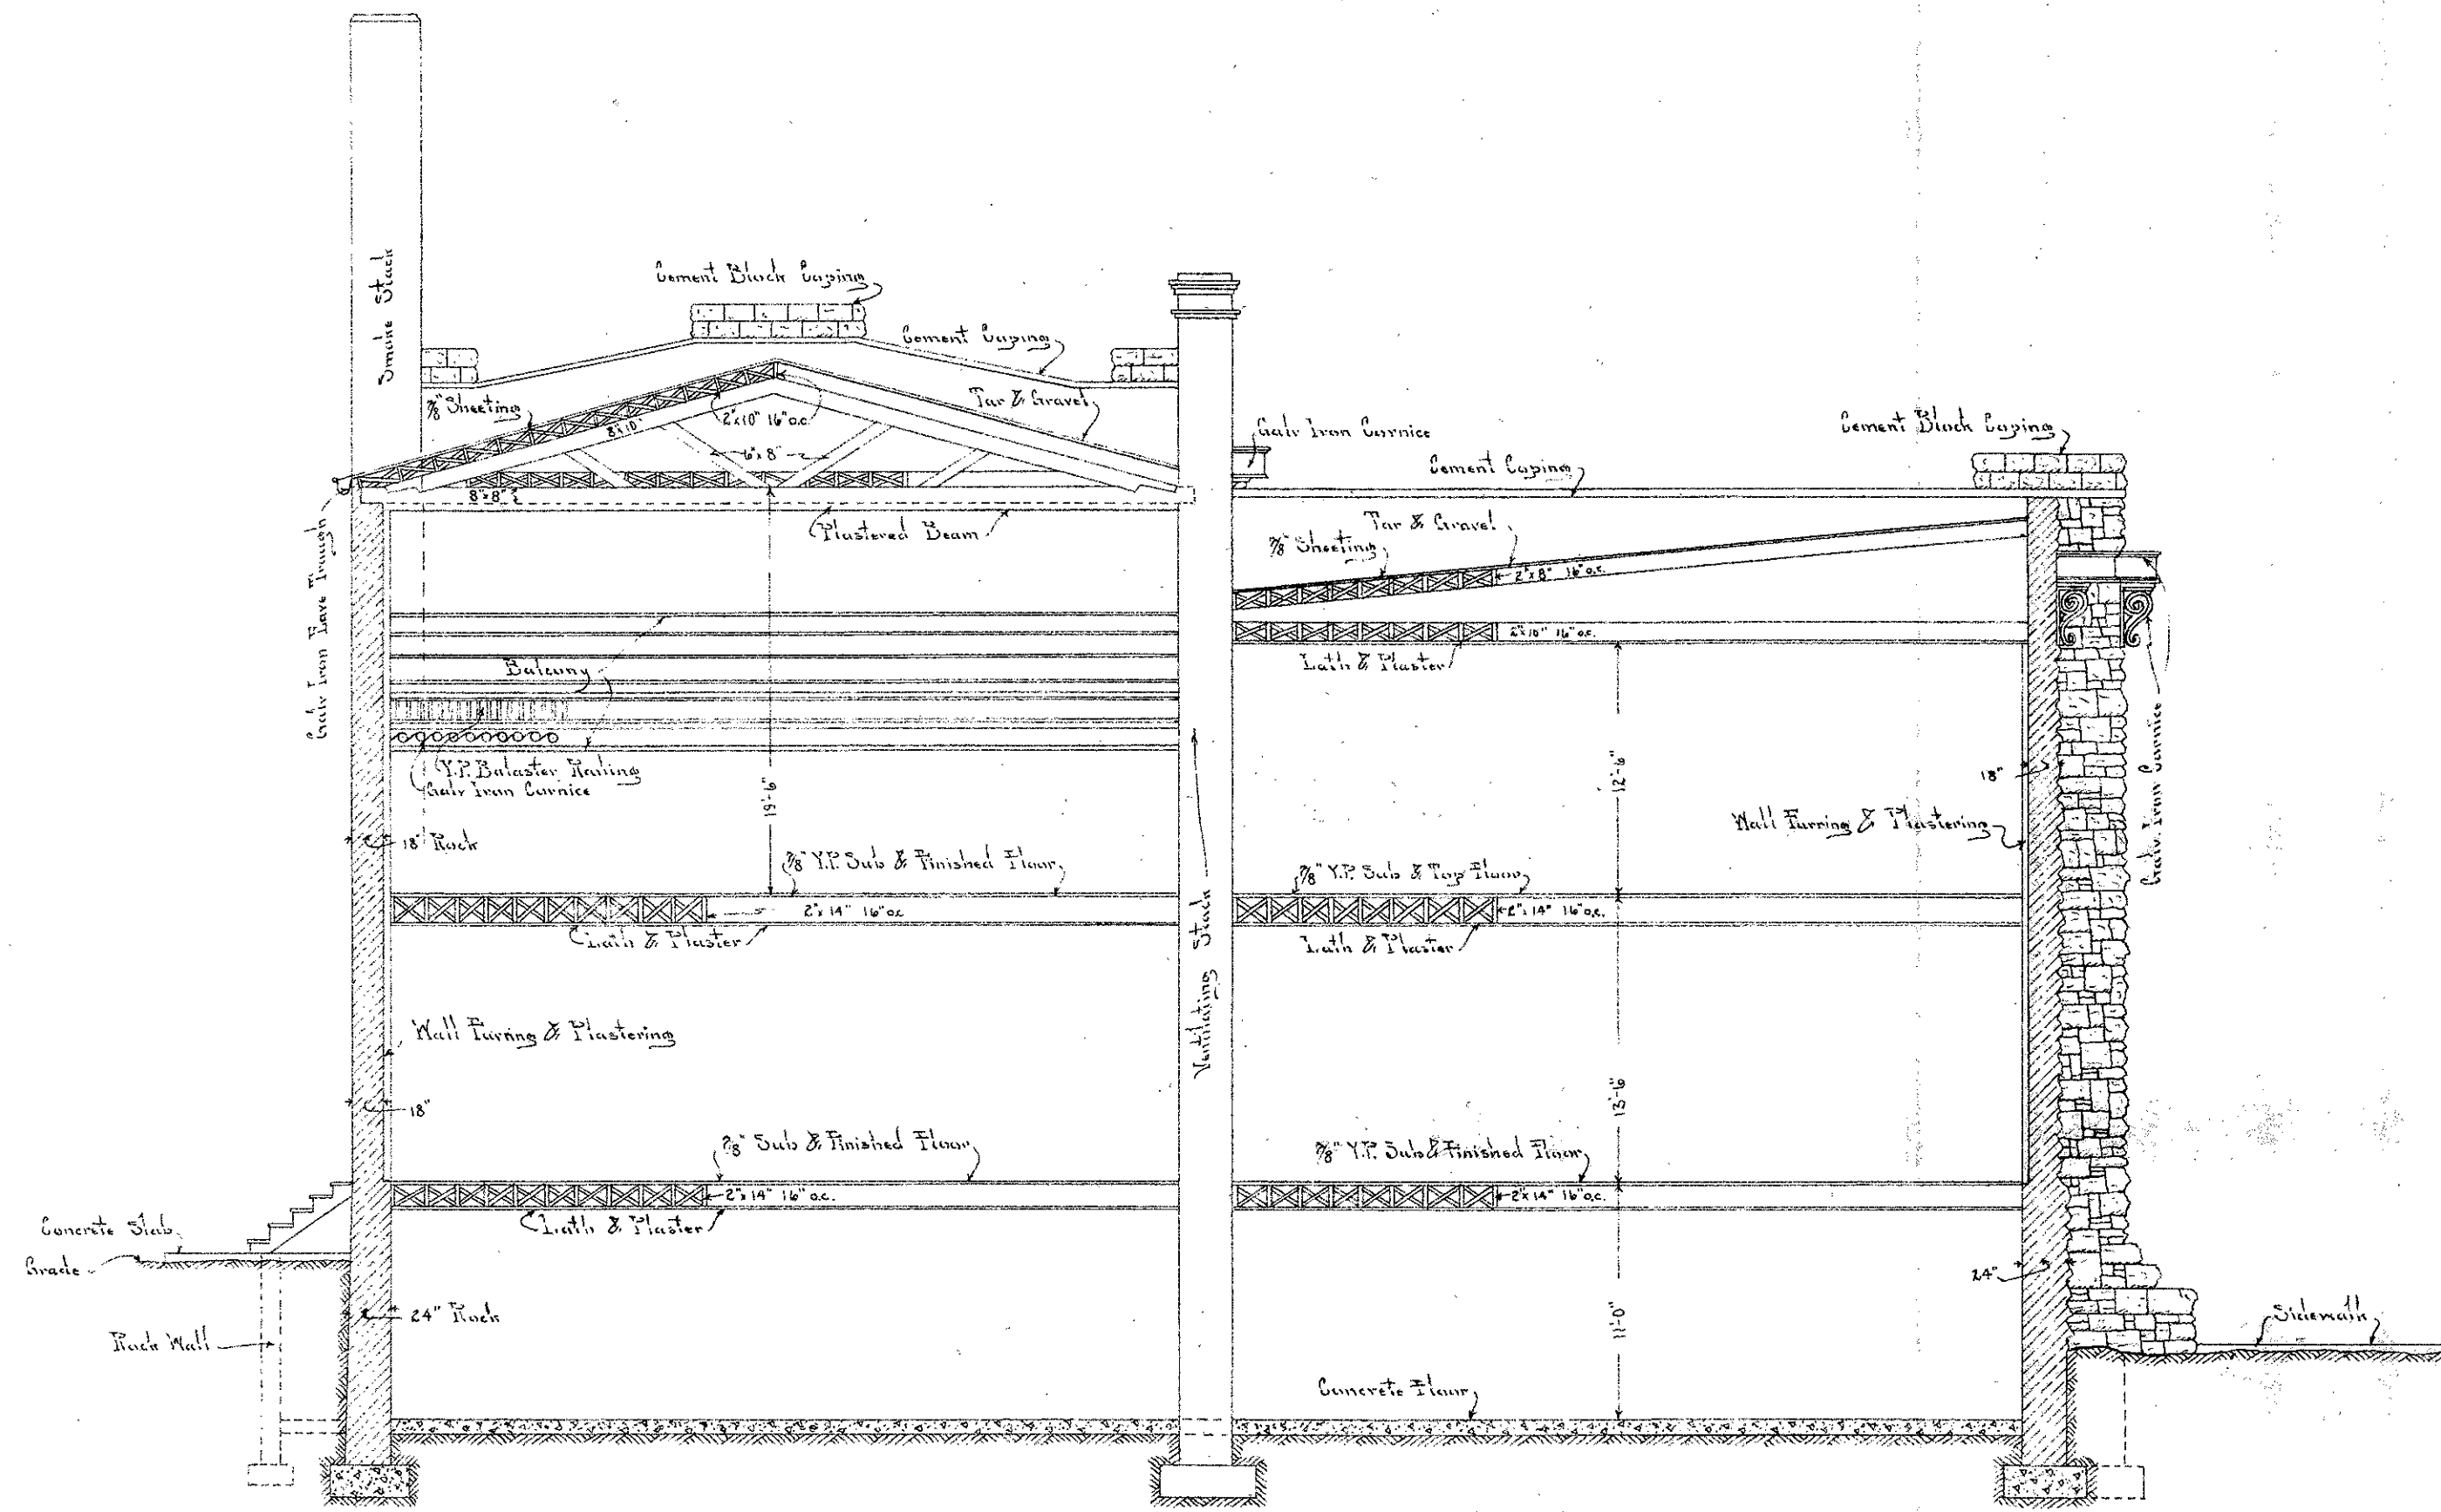 Smoke Stack
Cement Block Coping
Cement Coping
7/8" Sheeting
8"x10"
2"x10" 16" o.c.
Tar & Gravel
6"x8"
8"x8"
Plastered Beam
Galv Iron Eave Trough
Galv Iron Cornice
Cement Coping
Cement Block Coping
Tar & Gravel
7/8" Sheeting
2"x8" 16" o.c.
2"x10" 16" o.c.
Lath & Plaster
Balcony
Y.P. Balaster Railing
Galv Iron Cornice
19'-6"
12'-6"
18"
Wall Furring & Plastering
Galv. Iron Cornice
18" Rock
7/8" Y.P. Sub & Finished Floor
7/8" Y.P. Sub & Top Floor
2"x 14" 16" o.c.
2"x 14" 16" o.c.
Lath & Plaster
Lath & Plaster
Ventilating Stack
Wall Furring & Plastering
18"
13'-6"
7/8" Sub & Finished Floor
7/8" Y.P. Sub & Finished Floor
2"x 14" 16" o.c.
2"x 14" 16" o.c.
Lath & Plaster
Concrete Slab
Grade
24"
24" Rock
11'-0"
Rock Wall
Sidewalk
Concrete Floor